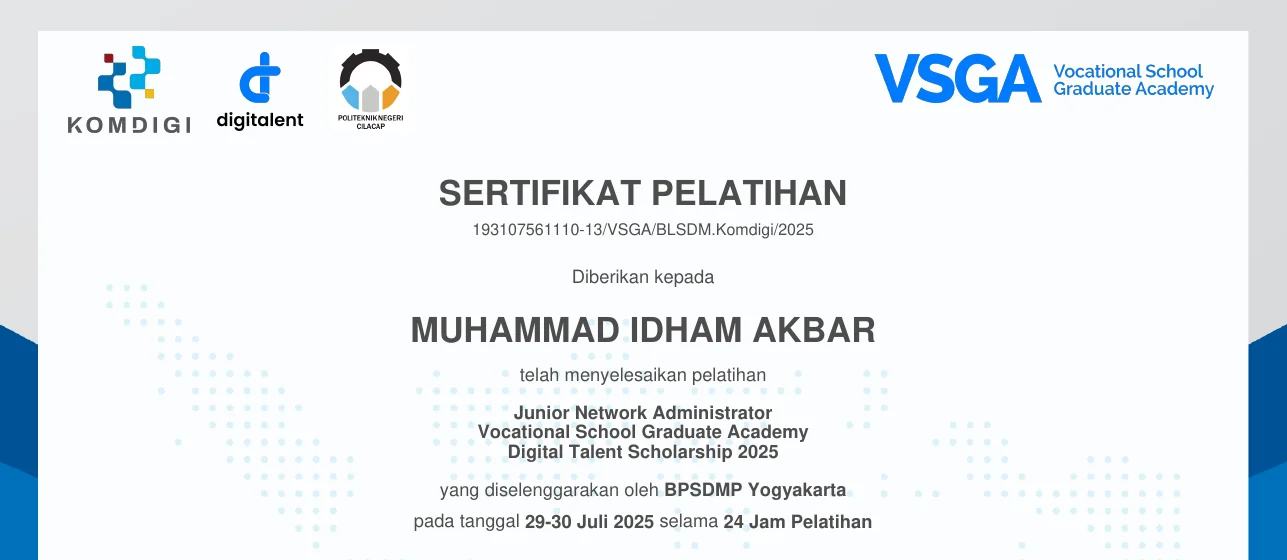 KOMDIGI
digitalent
POLITEKNIK NEGERI
CILACAP
VSGA
Vocational School
Graduate Academy
SERTIFIKAT PELATIHAN
193107561110-13/VSGA/BLSDM.Komdigi/2025
Diberikan kepada
MUHAMMAD IDHAM AKBAR
telah menyelesaikan pelatihan
Junior Network Administrator
Vocational School Graduate Academy
Digital Talent Scholarship 2025
yang diselenggarakan oleh BPSDMP Yogyakarta
pada tanggal 29-30 Juli 2025 selama 24 Jam Pelatihan